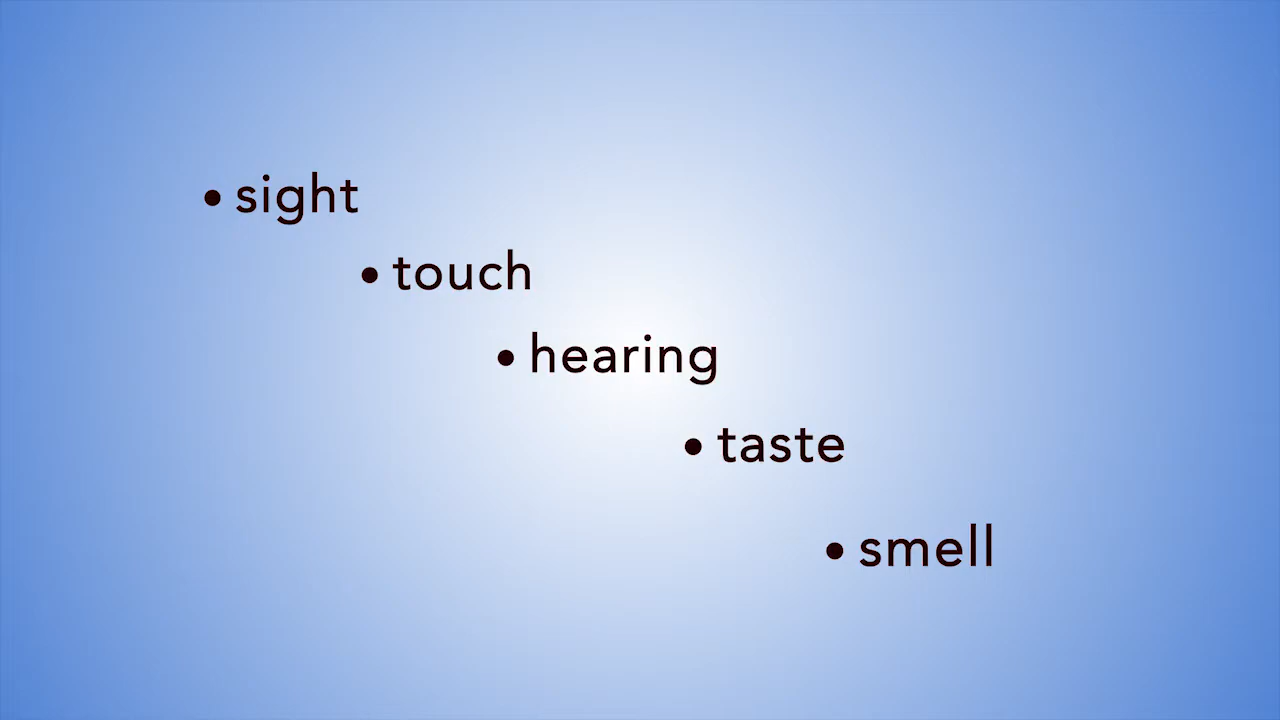 • sight
• touch
• hearing
• taste
• smell